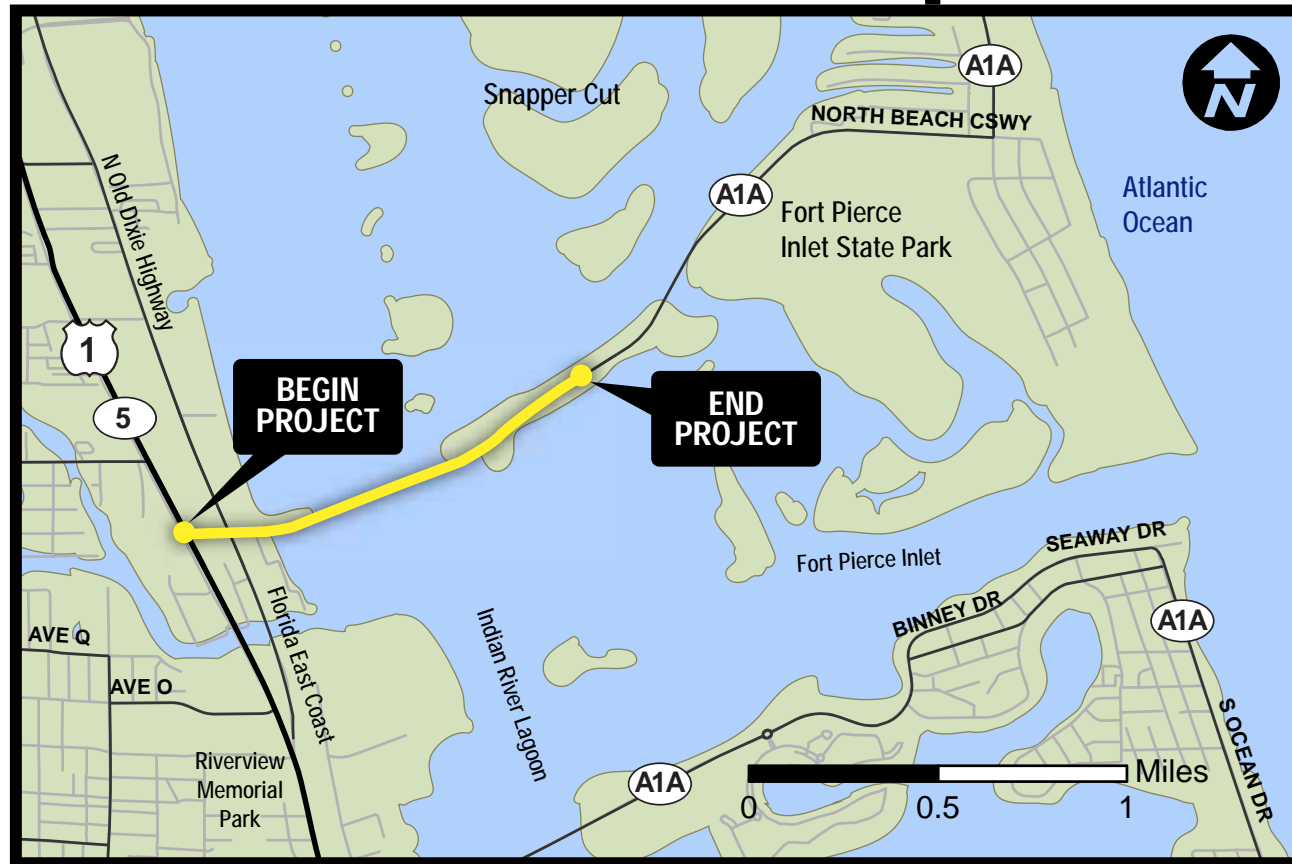 A1A
N
Snapper Cut
NORTH BEACH CSWY
N Old Dixie Highway
A1A
Atlantic
Ocean
Fort Pierce
Inlet State Park
1
5
BEGIN
PROJECT
END
PROJECT
SEAWAY DR
Fort Pierce Inlet
Florida East Coast
Indian River Lagoon
BINNEY DR
A1A
AVE Q
AVE O
S OCEAN DR
Riverview
Memorial
Park
A1A
Miles
0 0.5 1